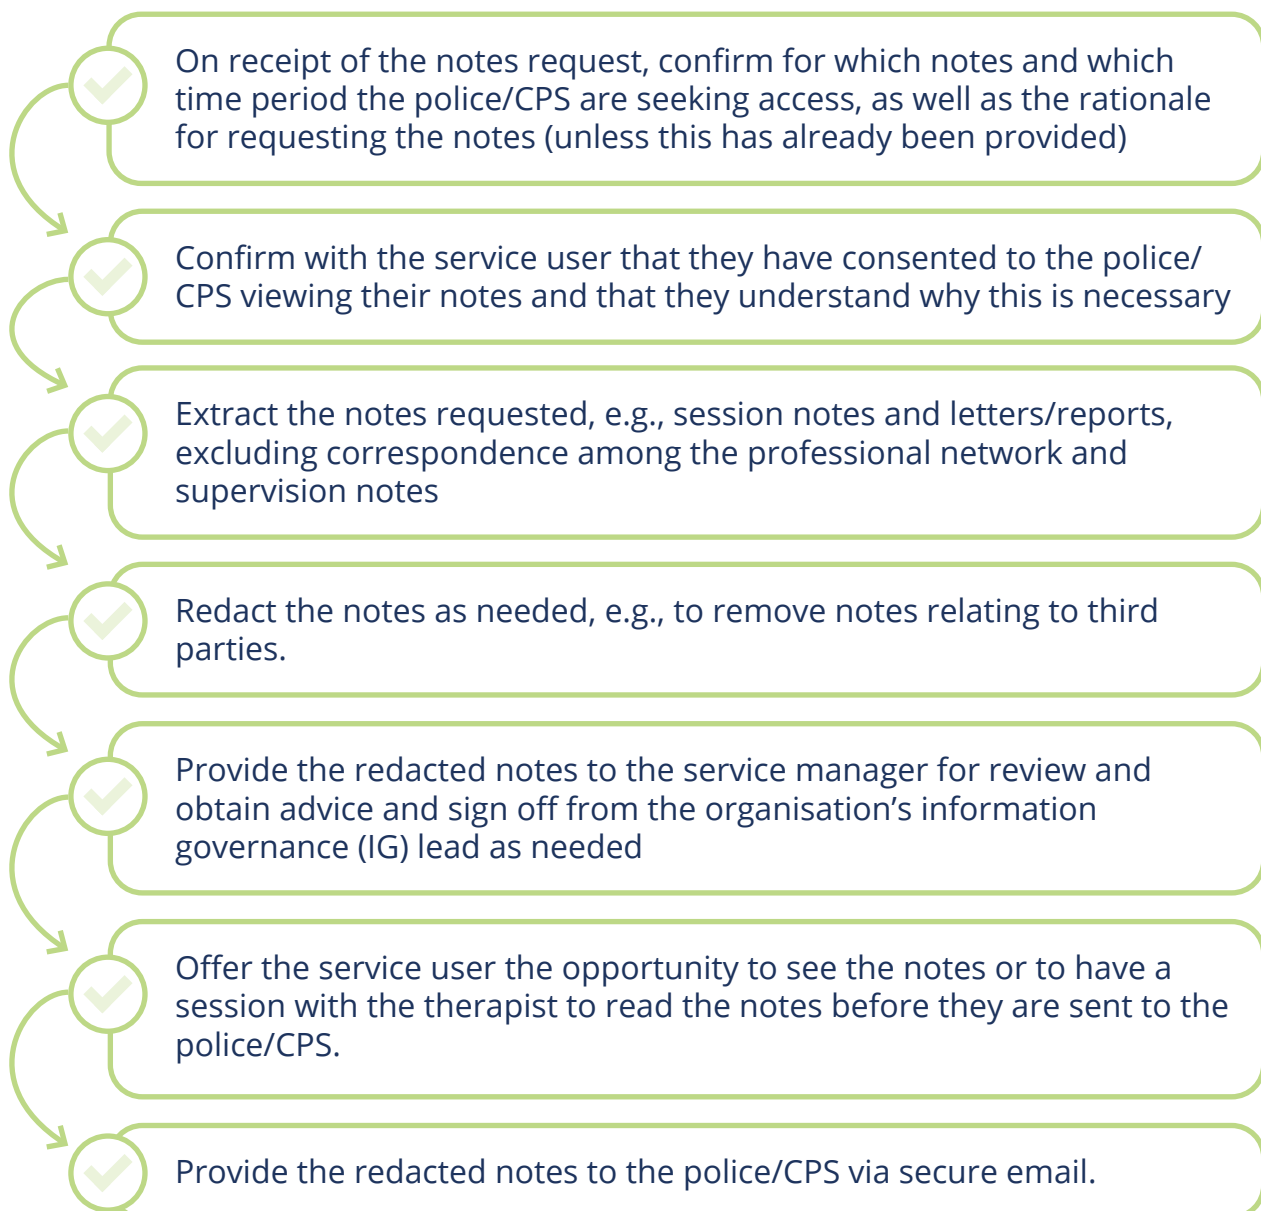 On receipt of the notes request, confirm for which notes and which
time period the police/CPS are seeking access, as well as the rationale
for requesting the notes (unless this has already been provided)
Confirm with the service user that they have consented to the police/
CPS viewing their notes and that they understand why this is necessary
Extract the notes requested, e.g., session notes and letters/reports,
excluding correspondence among the professional network and
supervision notes
Redact the notes as needed, e.g., to remove notes relating to third
parties.
Provide the redacted notes to the service manager for review and
obtain advice and sign off from the organisation’s information
governance (IG) lead as needed
Offer the service user the opportunity to see the notes or to have a
session with the therapist to read the notes before they are sent to the
police/CPS.
Provide the redacted notes to the police/CPS via secure email.